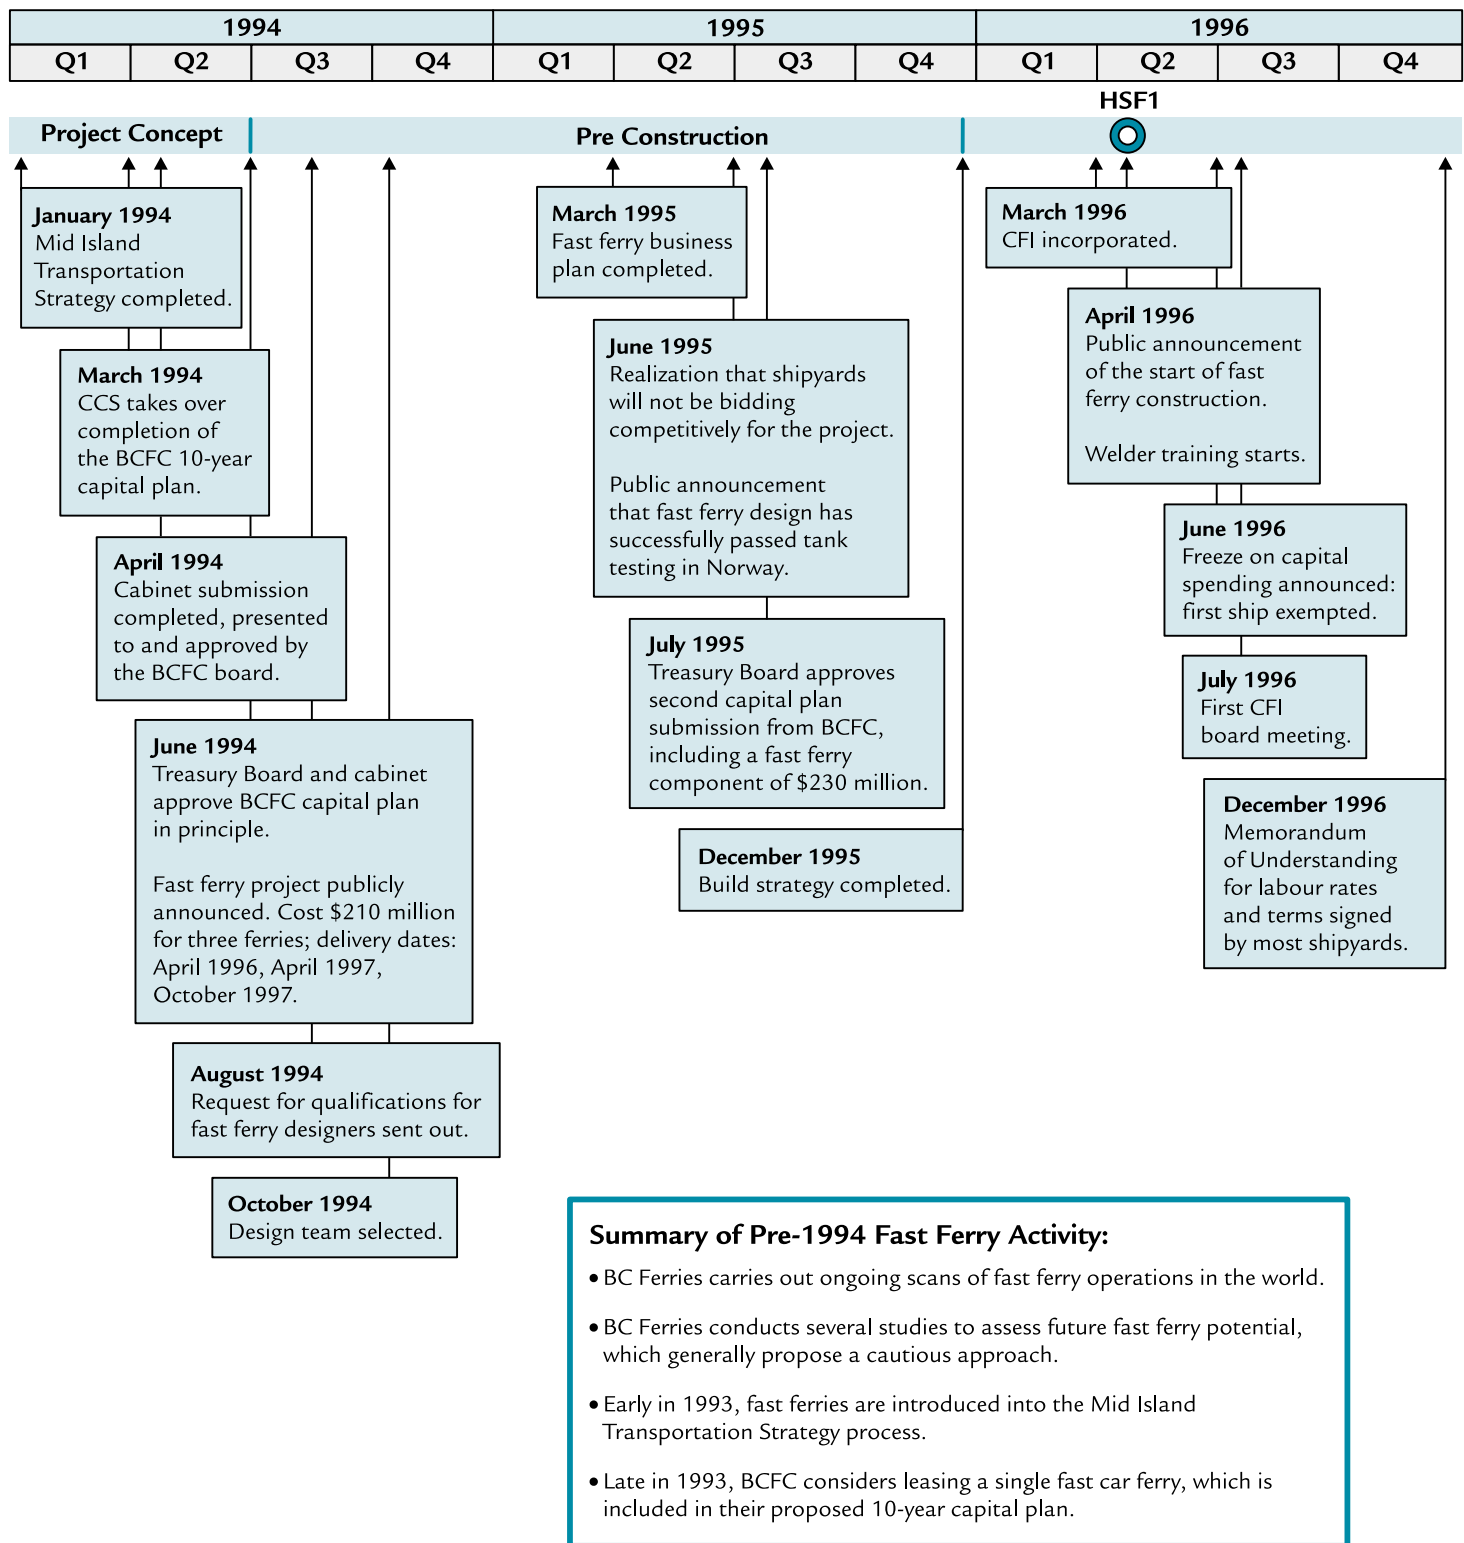 1994 1995 1996
Q1 Q2 Q3 Q4 Q1 Q2 Q3 Q4 Q1 Q2 Q3 Q4
HSF1
Project Concept
Pre Construction
January 1994
Mid Island
Transportation
Strategy completed.
March 1994
CCS takes over
completion of
the BCFC 10-year
capital plan.
April 1994
Cabinet submission
completed, presented
to and approved by
the BCFC board.
June 1994
Treasury Board and cabinet
approve BCFC capital plan
in principle.
Fast ferry project publicly
announced. Cost $210 million
for three ferries; delivery dates:
April 1996, April 1997,
October 1997.
August 1994
Request for qualifications for
fast ferry designers sent out.
October 1994
Design team selected.
March 1995
Fast ferry business
plan completed.
June 1995
Realization that shipyards
will not be bidding
competitively for the project.
Public announcement
that fast ferry design has
successfully passed tank
testing in Norway.
July 1995
Treasury Board approves
second capital plan
submission from BCFC,
including a fast ferry
component of $230 million.
December 1995
Build strategy completed.
March 1996
CFI incorporated.
April 1996
Public announcement
of the start of fast
ferry construction.
Welder training starts.
June 1996
Freeze on capital
spending announced:
first ship exempted.
July 1996
First CFI
board meeting.
December 1996
Memorandum
of Understanding
for labour rates
and terms signed
by most shipyards.
Summary of Pre-1994 Fast Ferry Activity:
• BC Ferries carries out ongoing scans of fast ferry operations in the world.
• BC Ferries conducts several studies to assess future fast ferry potential,
which generally propose a cautious approach.
• Early in 1993, fast ferries are introduced into the Mid Island
Transportation Strategy process.
• Late in 1993, BCFC considers leasing a single fast car ferry, which is
included in their proposed 10-year capital plan.